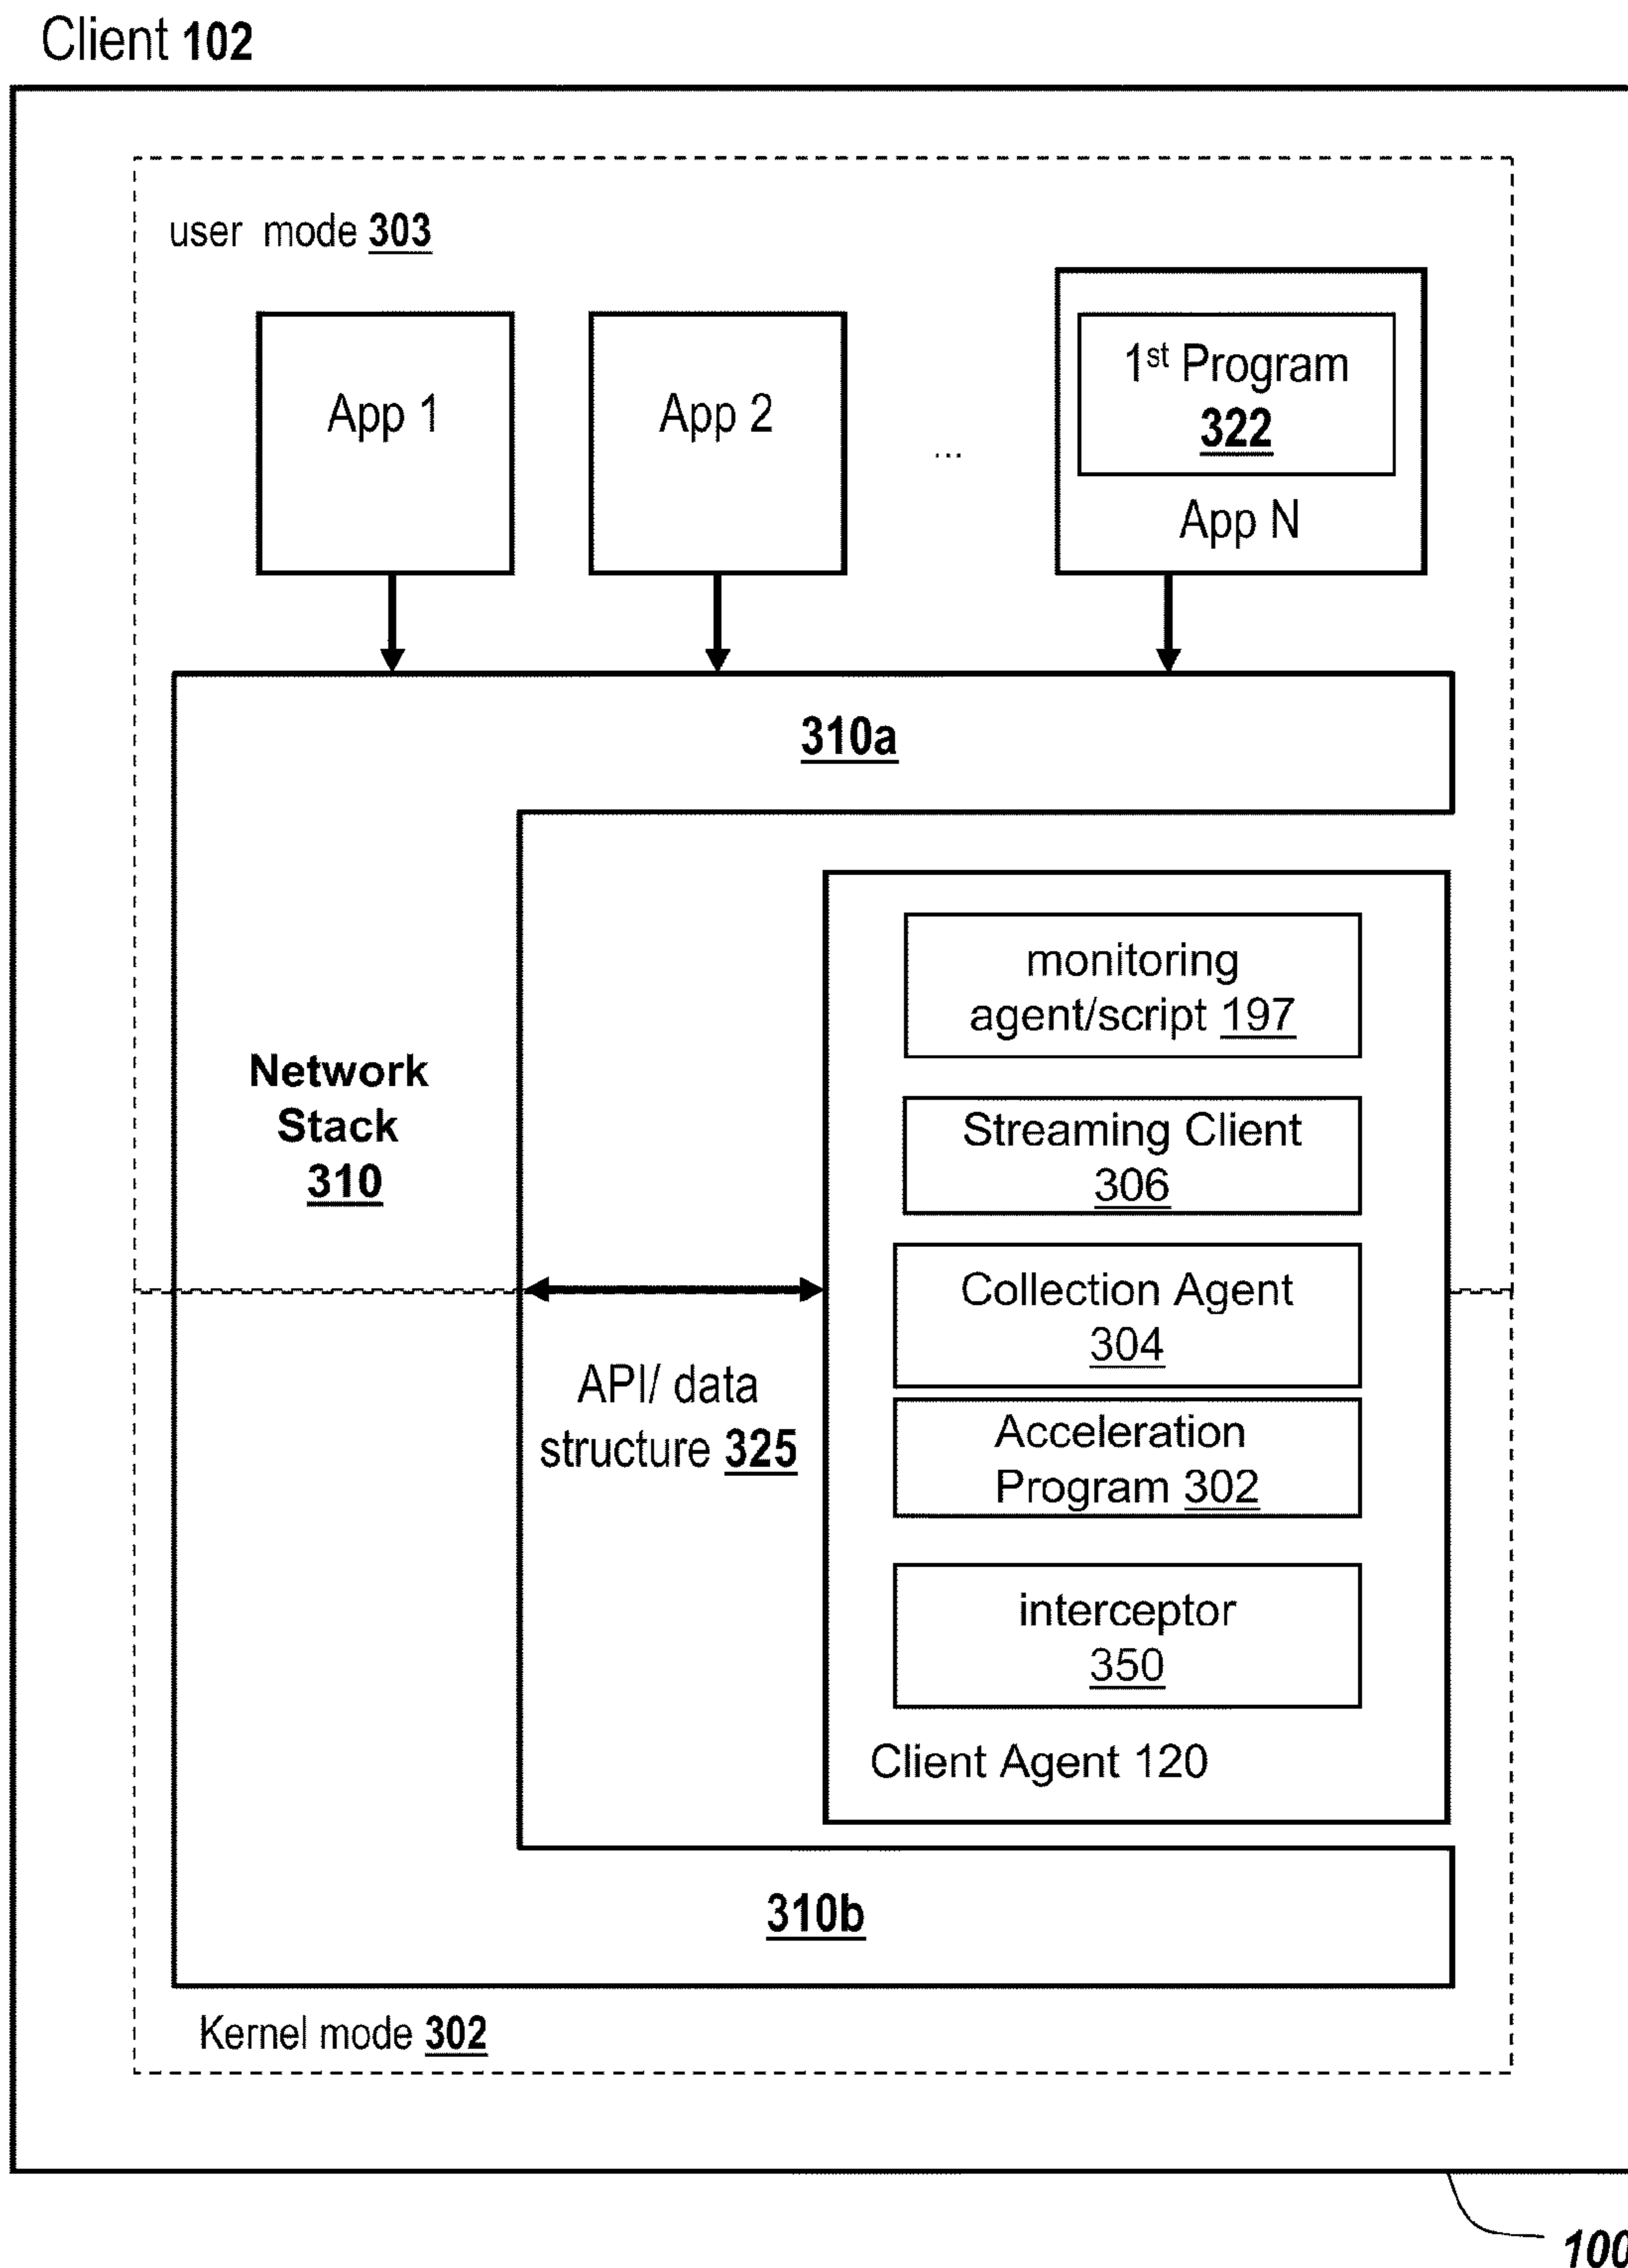 Client 102
user mode 303
App 1
App 2
...
1st Program
322
App N
310a
Network
Stack
310
monitoring
agent/script 197
Streaming Client
306
Collection Agent
304
Acceleration
Program 302
interceptor
350
Client Agent 120
API/ data
structure 325
310b
Kernel mode 302
100